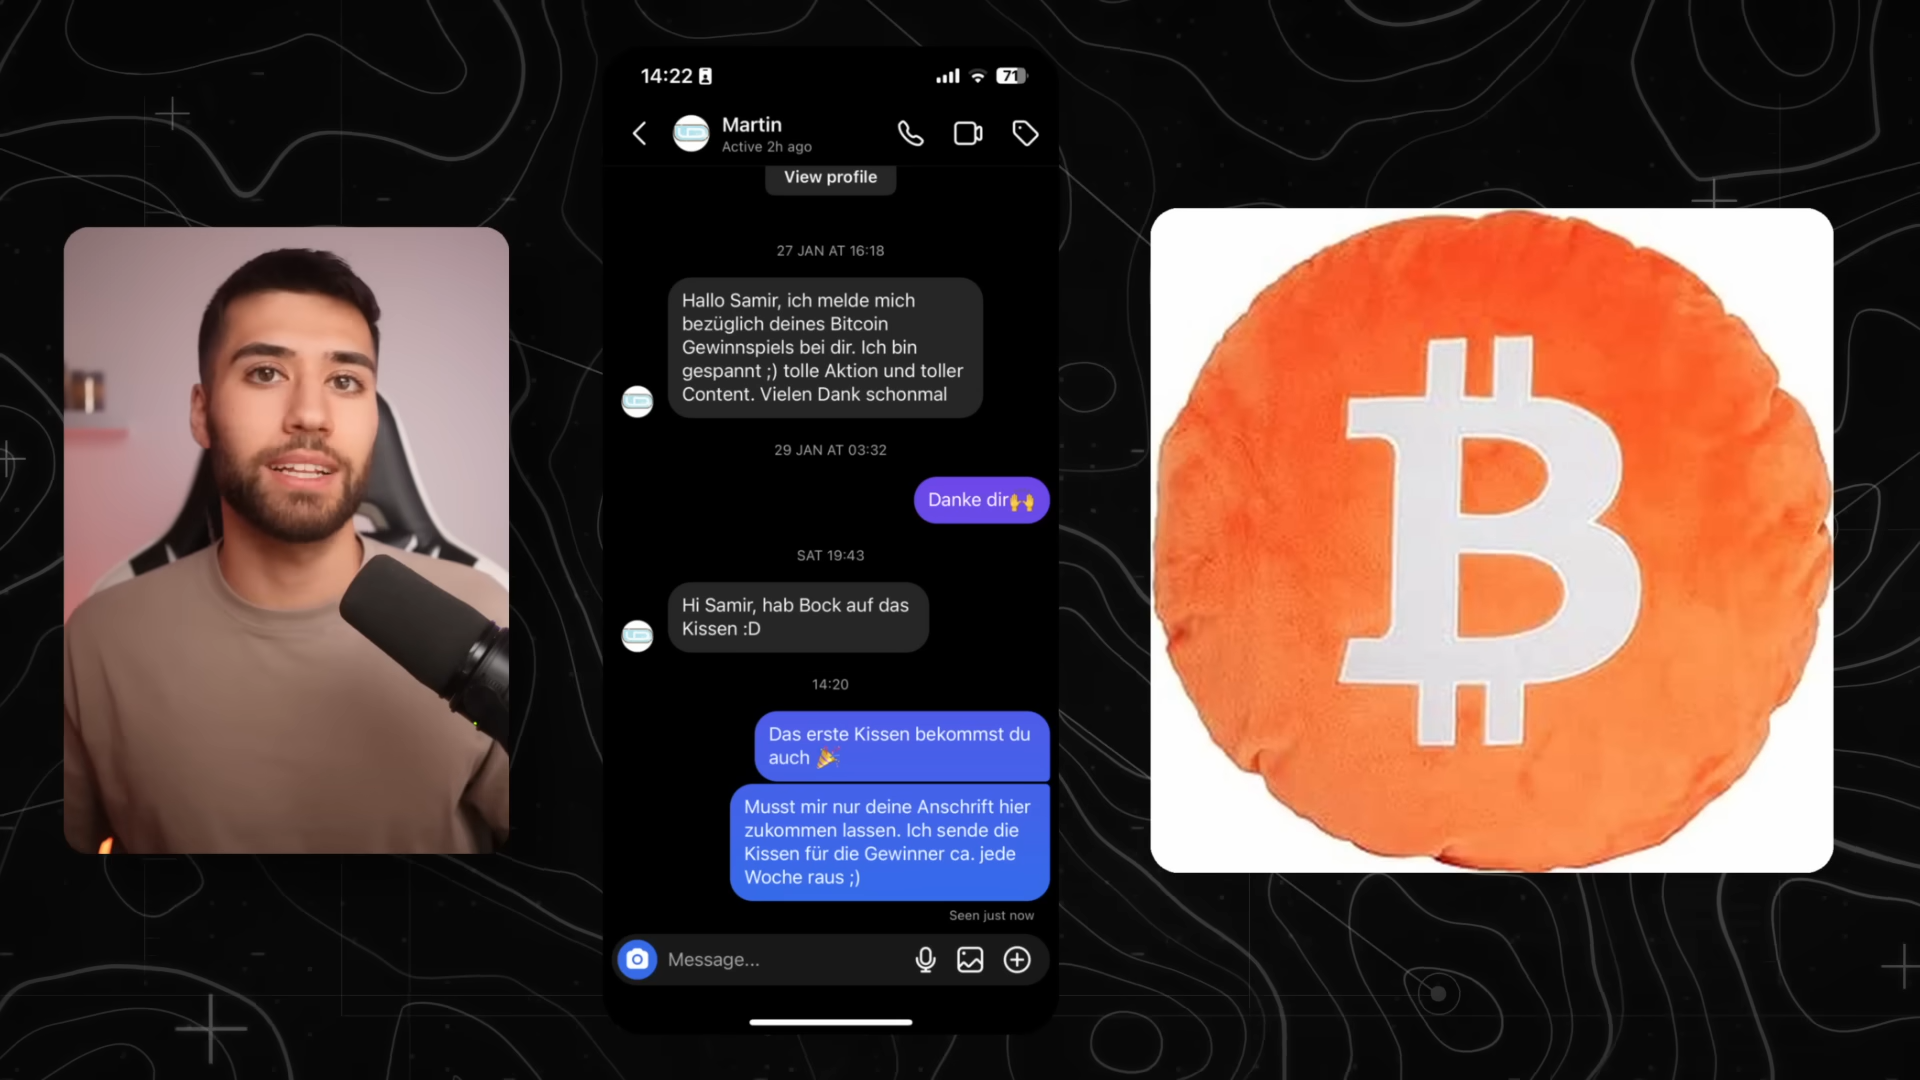 14:22
71
Martin
Active 2h ago
View profile
27 JAN AT 16:18
Hallo Samir, ich melde mich
bezüglich deines Bitcoin
Gewinnspiels bei dir. Ich bin
gespannt ;) tolle Aktion und toller
Content. Vielen Dank schonmal
29 JAN AT 03:32
Danke dir🙌
SAT 19:43
Hi Samir, hab Bock auf das
Kissen :D
14:20
Das erste Kissen bekommst du
auch 🎉
Musst mir nur deine Anschrift hier
zukommen lassen. Ich sende die
Kissen für die Gewinner ca. jede
Woche raus ;)
Seen just now
Message...